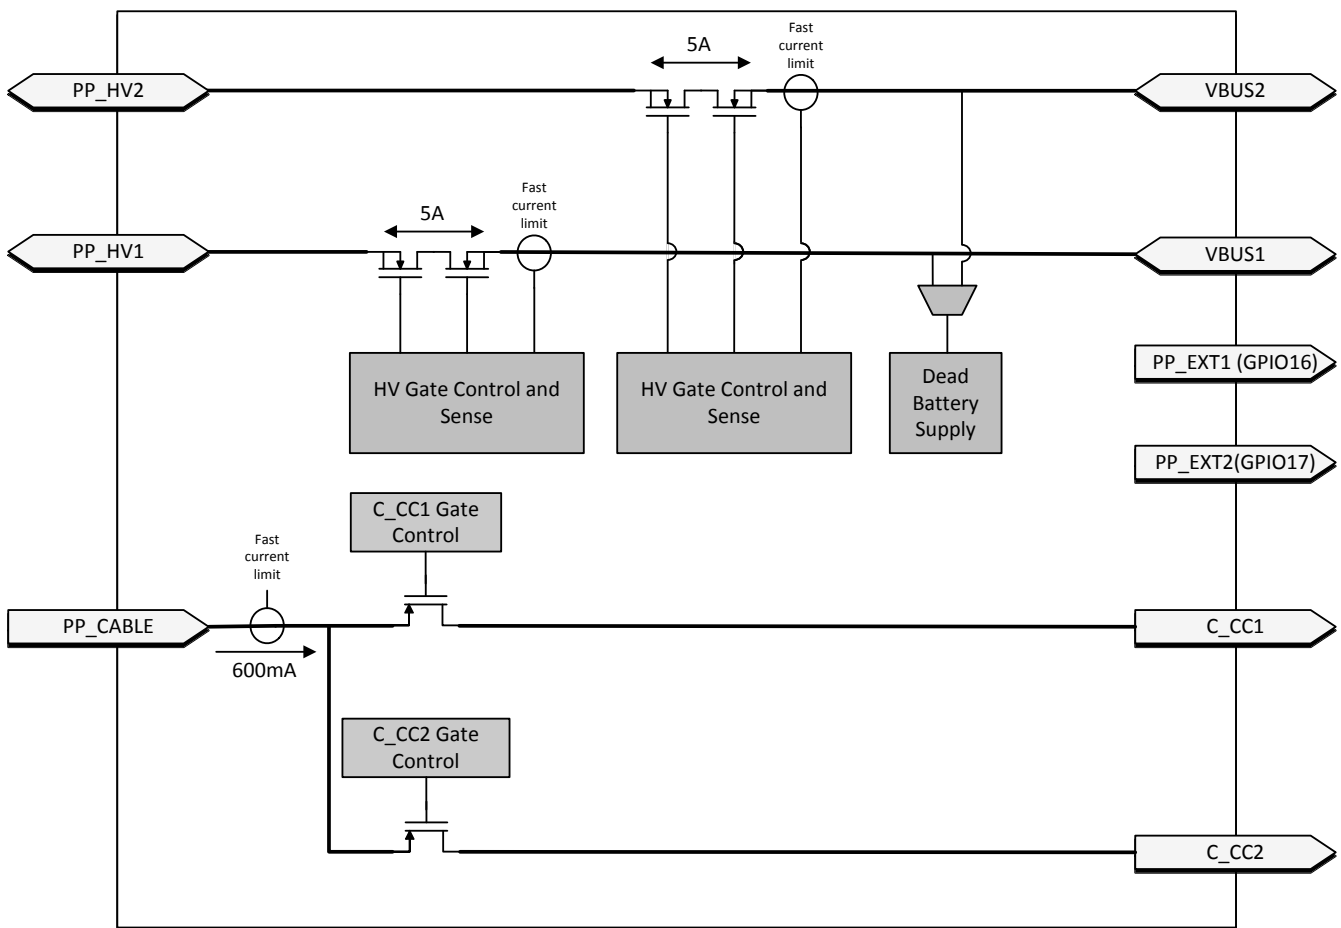 Fast
current
limit
5A
PP_HV2
VBUS2
Fast
current
limit
5A
PP_HV1
VBUS1
PP_EXT1 (GPIO16)
HV Gate Control and
Sense
HV Gate Control and
Sense
Dead
Battery
Supply
PP_EXT2(GPIO17)
C_CC1 Gate
Control
Fast
current
limit
PP_CABLE
600mA
C_CC1
C_CC2 Gate
Control
C_CC2